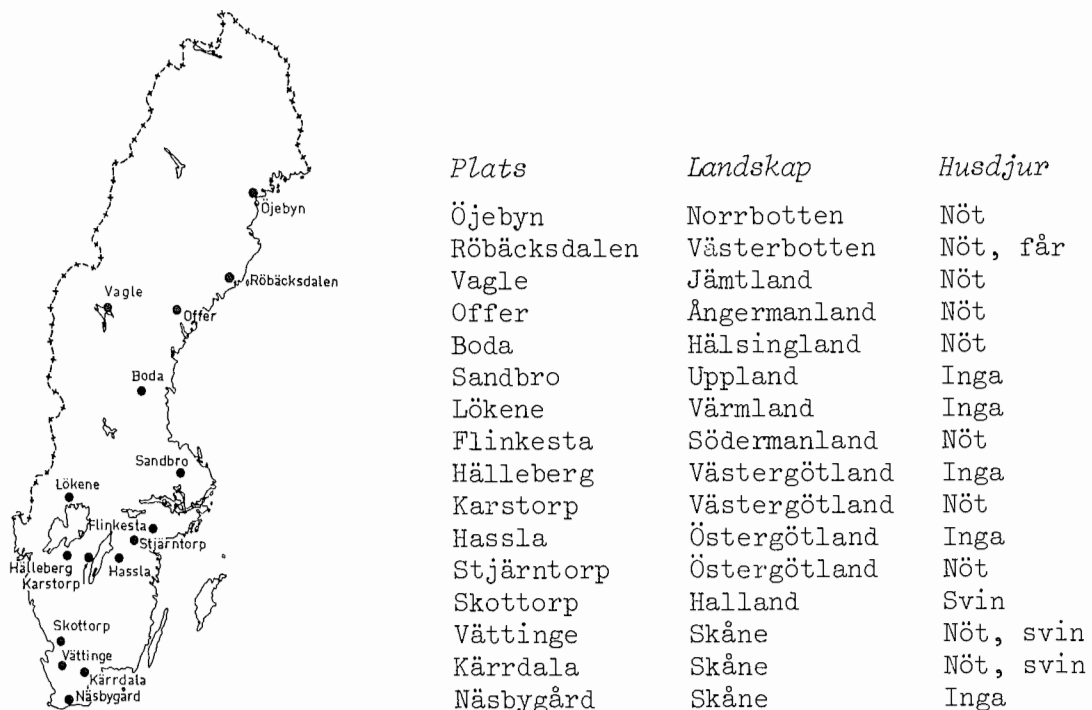 Öjebyn
Röbäcksdalen
Vagle
Offer
Boda
Sandbro
Lökene
Flinkesta
Stjärntorp
Hälleberg
Karstorp
Hassla
Skottorp
Vättinge
Kärrdala
Näsbygård
Plats Landskap Husdjur
Öjebyn Norrbotten Nöt
Röbäcksdalen Västerbotten Nöt, får
Vagle Jämtland Nöt
Offer Ångermanland Nöt
Boda Hälsingland Nöt
Sandbro Uppland Inga
Lökene Värmland Inga
Flinkesta Södermanland Nöt
Hälleberg Västergötland Inga
Karstorp Västergötland Nöt
Hassla Östergötland Inga
Stjärntorp Östergötland Nöt
Skottorp Halland Svin
Vättinge Skåne Nöt, svin
Kärrdala Skåne Nöt, svin
Näsbygård Skåne Inga